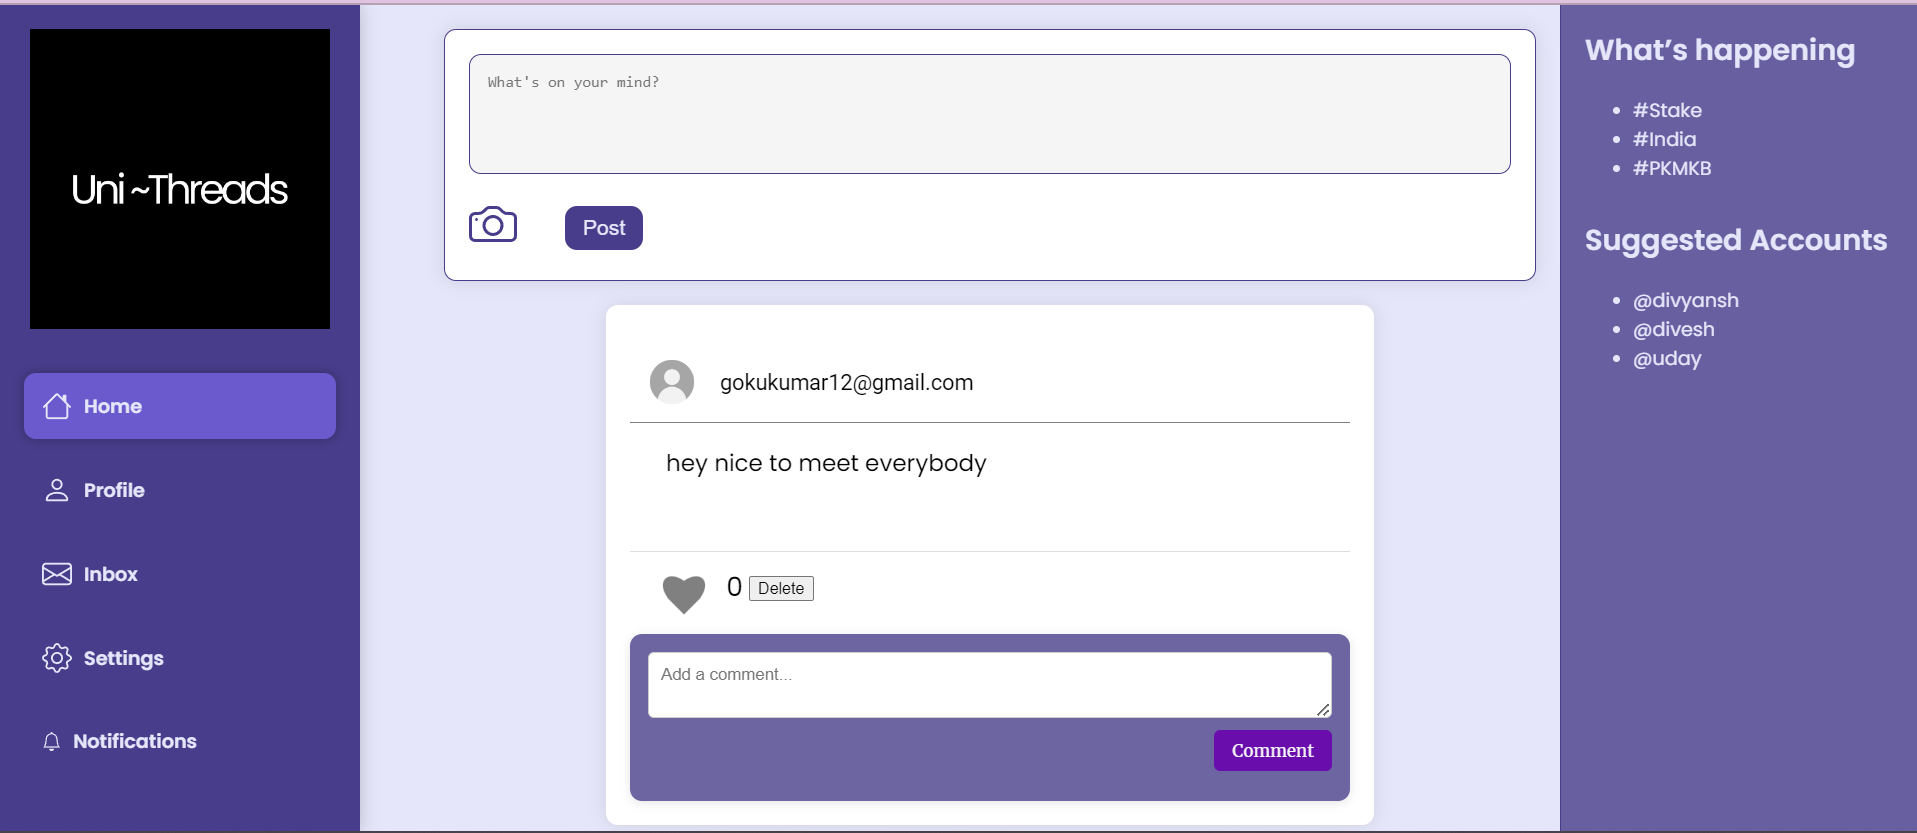 Uni ~Threads
Home
Profile
Inbox
Settings
Notifications
What's on your mind?
Post
gokukumar12@gmail.com
hey nice to meet everybody
0 Delete
Add a comment...
Comment
What’s happening
#Stake
#India
#PKMKB
Suggested Accounts
@divyansh
@divesh
@uday